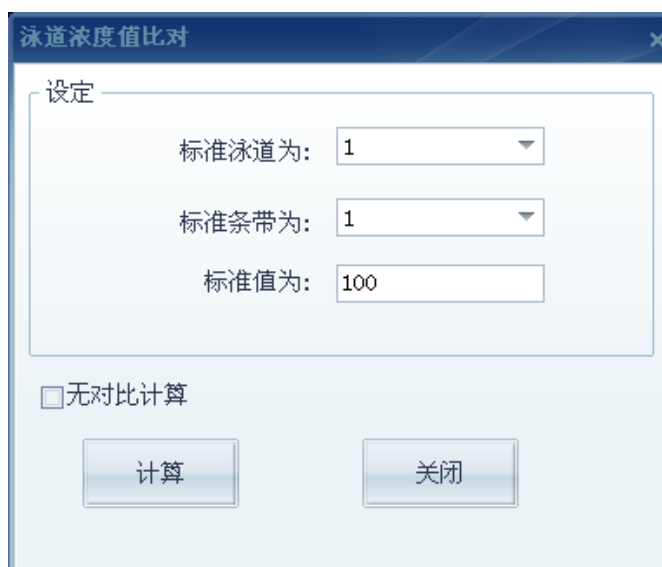 泳道浓度值比对
设定
标准泳道为: 1
标准条带为: 1
标准值为: 100
无对比计算
计算 关闭